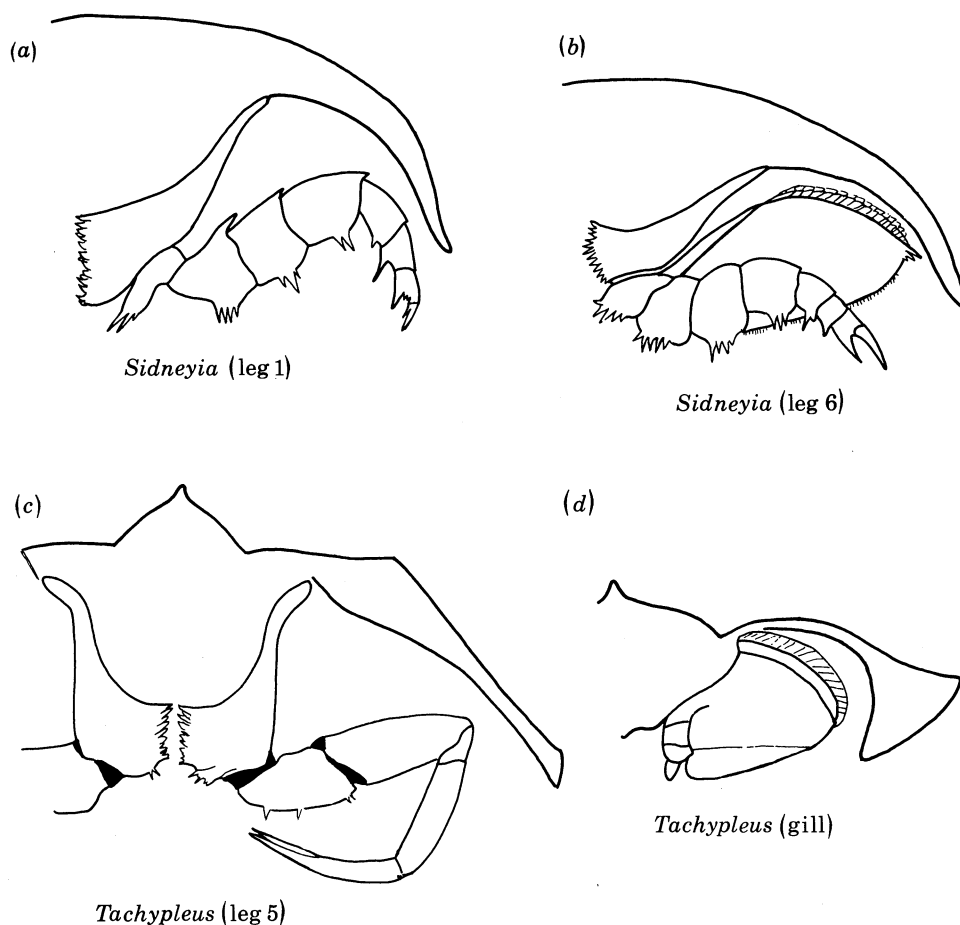 (a)
(b)
Sidneyia (leg 1)
Sidneyia (leg 6)
(c)
(d)
Tachypleus (gill)
Tachypleus (leg 5)